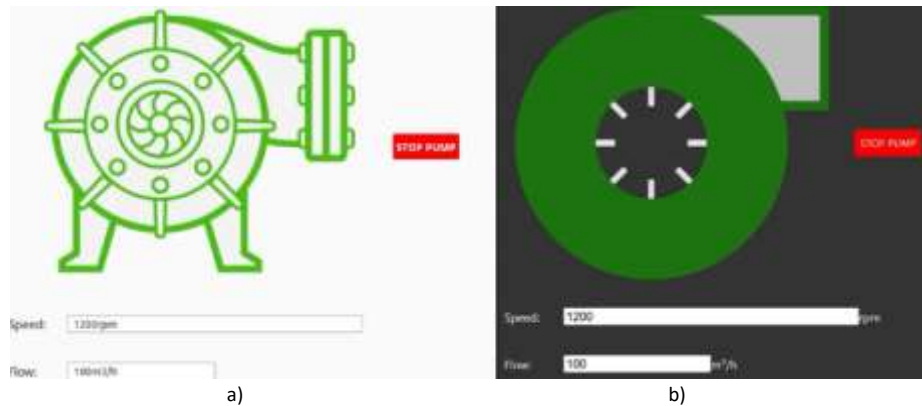 STOP PUMP
Speed: 1200rpm
Flow: 100m3/h
a)
STOP PUMP
Speed: 1200 rpm
Flow: 100 m³/h
b)